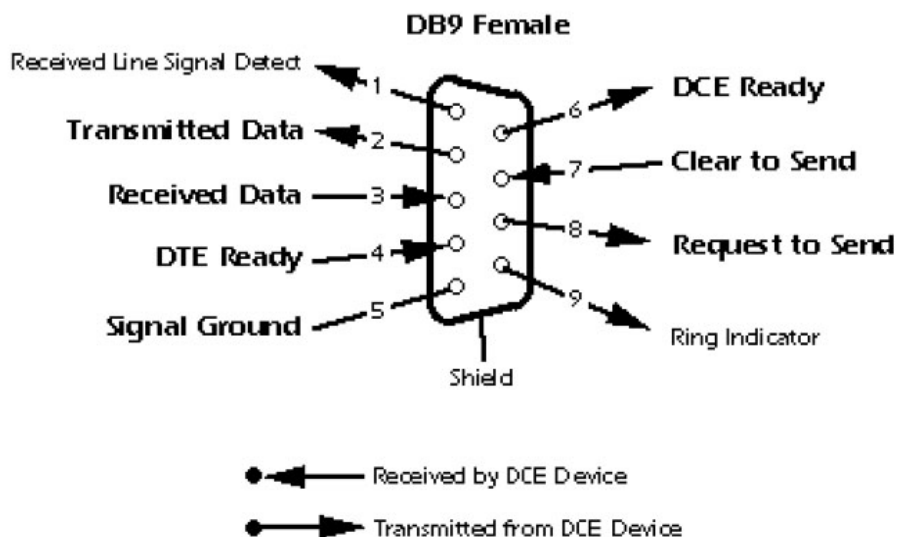 DB9 Female
Received Line Signal Detect
1
6
DCE Ready
Transmitted Data
2
7
Clear to Send
Received Data
3
8
Request to Send
DTE Ready
4
9
Ring Indicator
Signal Ground
5
Shield
Received by DCE Device
Transmitted from DCE Device